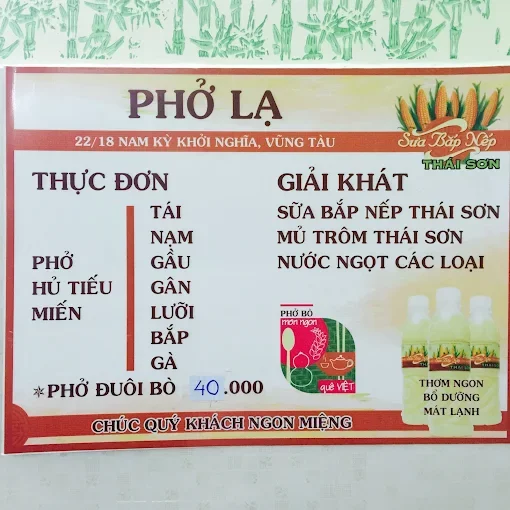 PHỞ LẠ
22/18 NAM KỲ KHỞI NGHĨA, VŨNG TÀU
Sữa Bắp Nếp
THÁI SƠN
THỰC ĐƠN
PHỞ
HỦ TIẾU
MIẾN
TÁI
NẠM
GẦU
GÂN
LƯỠI
BẮP
GÀ
*PHỞ ĐUÔI BÒ 40.000
GIẢI KHÁT
SỮA BẮP NẾP THÁI SƠN
MỦ TRÔM THÁI SƠN
NƯỚC NGỌT CÁC LOẠI
PHỞ BÒ
món ngon
quê VIỆT
THƠM NGON
BỔ DƯỠNG
MÁT LẠNH
CHÚC QUÝ KHÁCH NGON MIỆNG